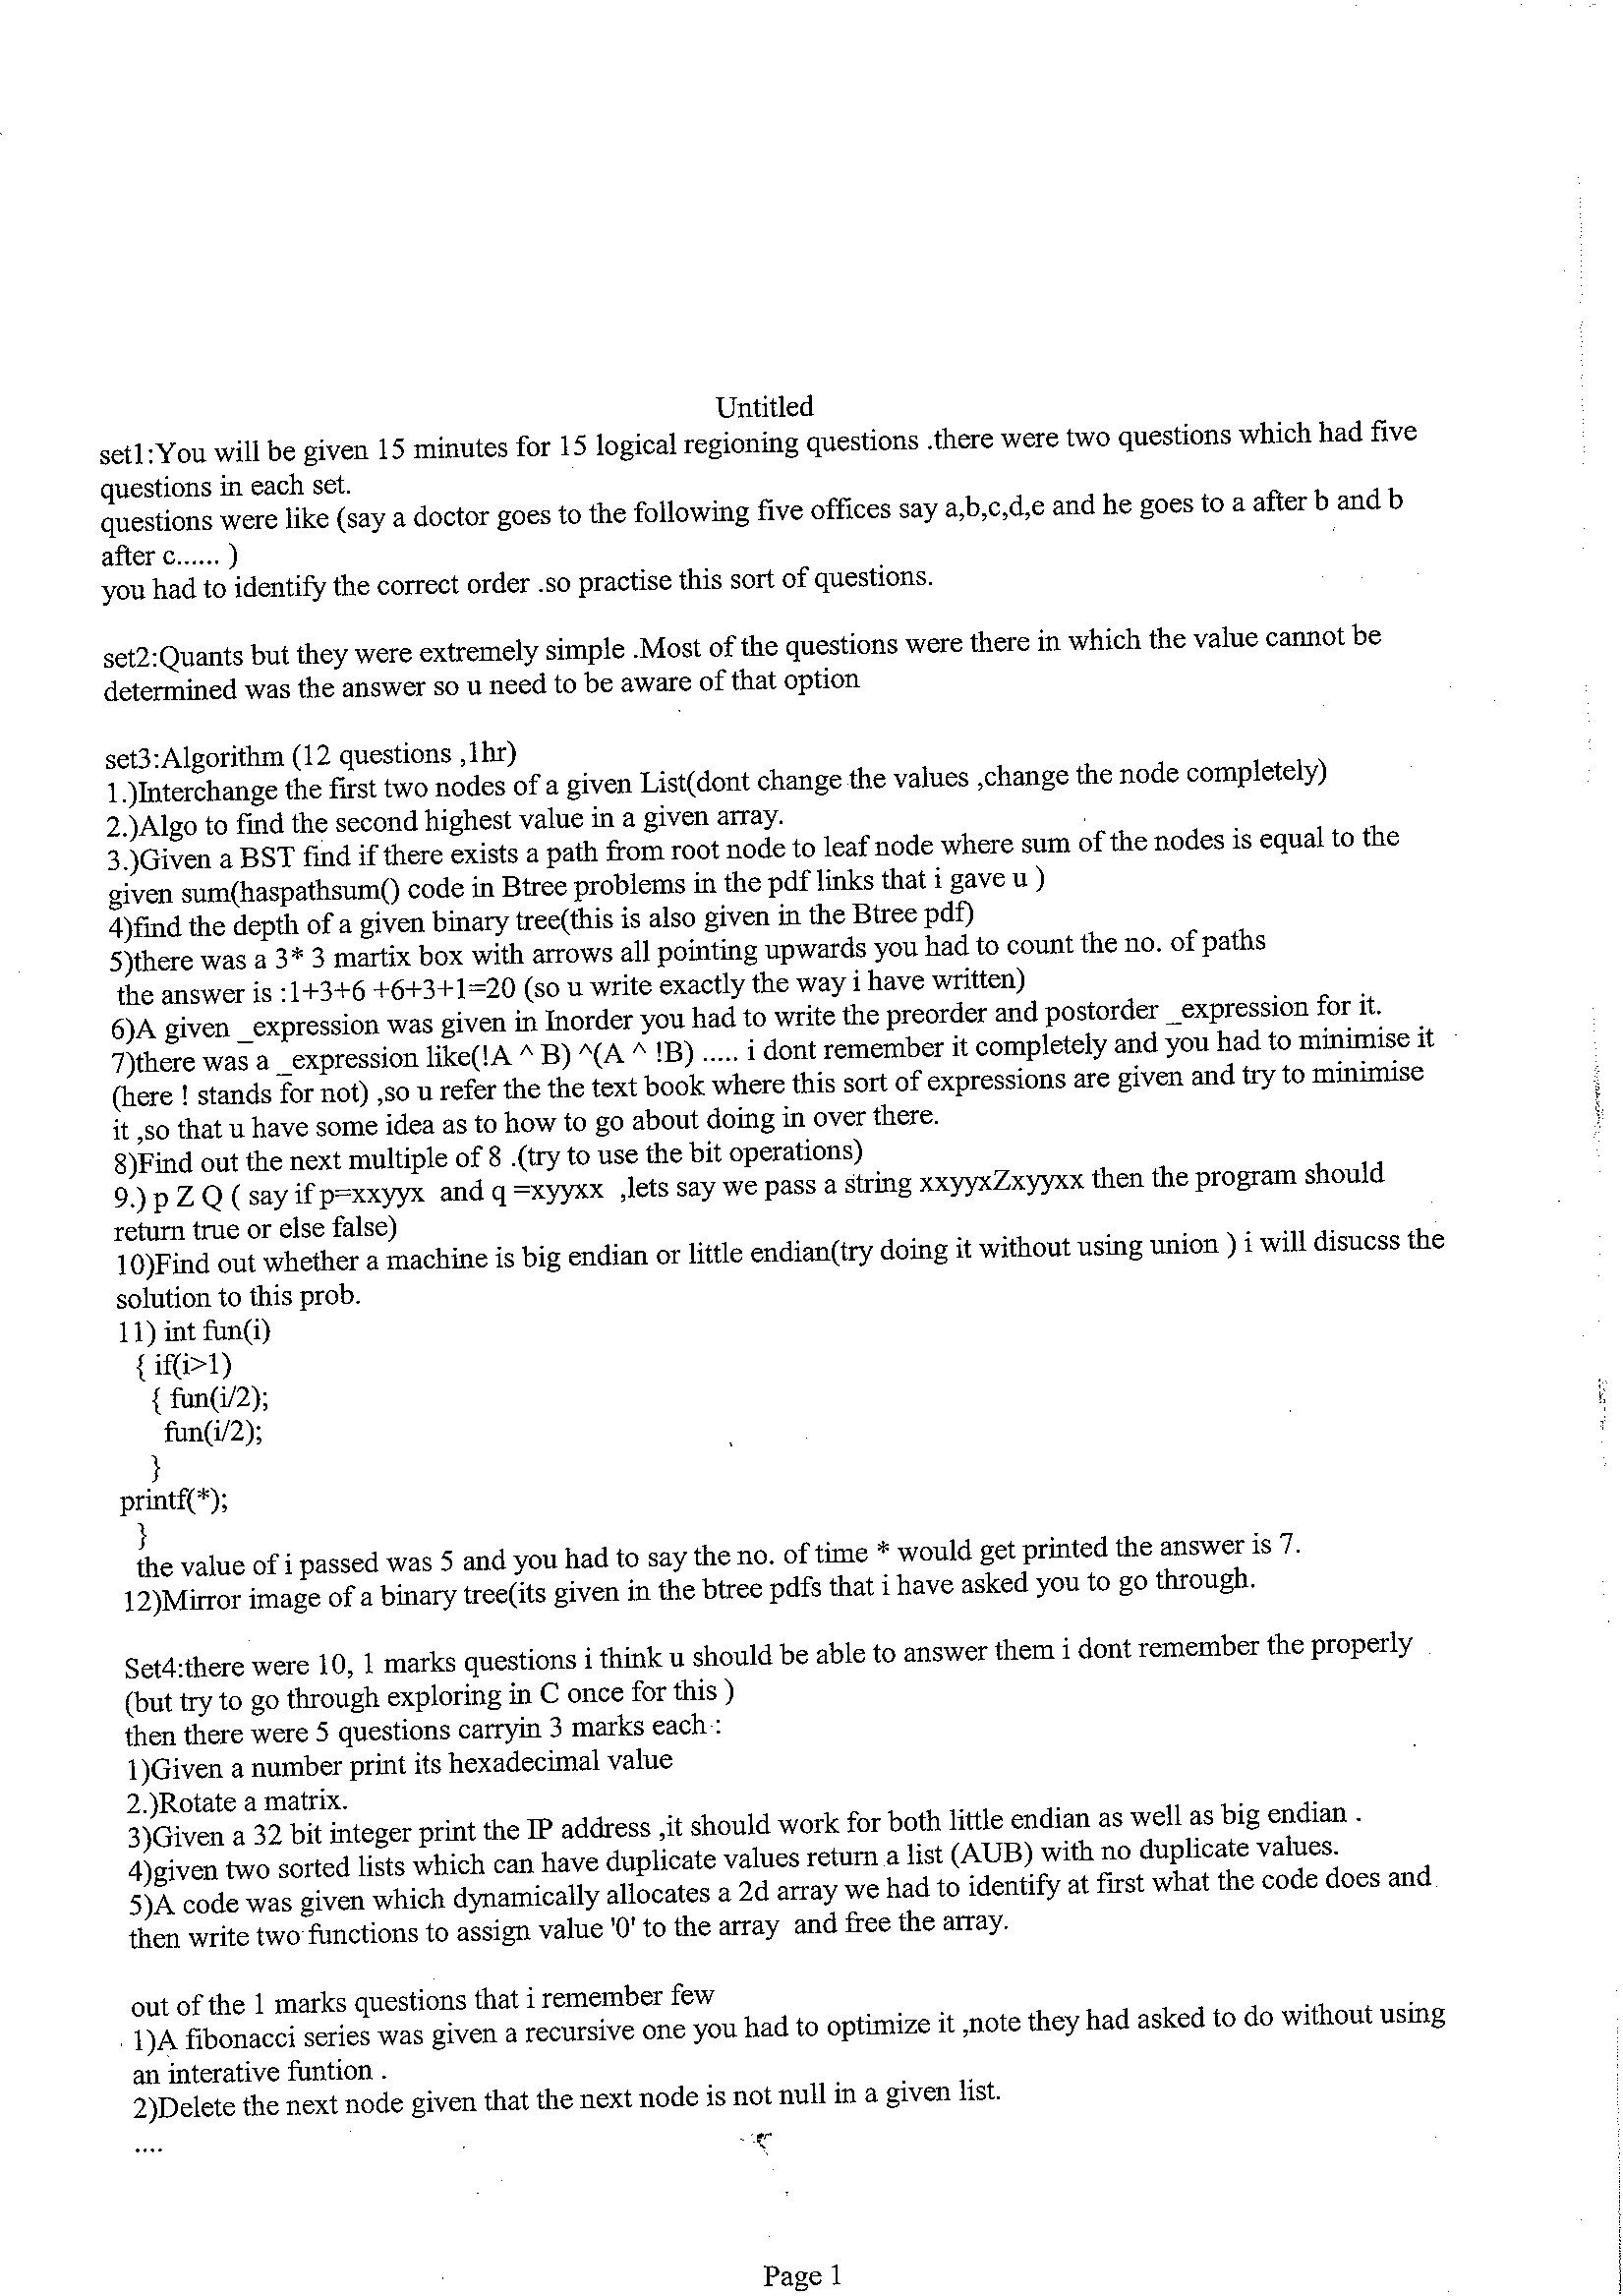 Untitled
set1:You will be given 15 minutes for 15 logical regioning questions .there were two questions which had five
questions in each set.
questions were like (say a doctor goes to the following five offices say a,b,c,d,e and he goes to a after b and b
after c...... )
you had to identify the correct order .so practise this sort of questions.
set2:Quants but they were extremely simple .Most of the questions were there in which the value cannot be
determined was the answer so u need to be aware of that option
set3:Algorithm (12 questions ,1hr)
1.)Interchange the first two nodes of a given List(dont change the values ,change the node completely)
2.)Algo to find the second highest value in a given array.
3.)Given a BST find if there exists a path from root node to leaf node where sum of the nodes is equal to the
given sum(haspathsum() code in Btree problems in the pdf links that i gave u )
4)find the depth of a given binary tree(this is also given in the Btree pdf)
5)there was a 3* 3 martix box with arrows all pointing upwards you had to count the no. of paths
the answer is :1+3+6 +6+3+1=20 (so u write exactly the way i have written)
6)A given _expression was given in Inorder you had to write the preorder and postorder _expression for it.
7)there was a _expression like(!A ^ B) ^(A ^ !B) ..... i dont remember it completely and you had to minimise it
(here ! stands for not) ,so u refer the the text book where this sort of expressions are given and try to minimise
it ,so that u have some idea as to how to go about doing in over there.
8)Find out the next multiple of 8 .(try to use the bit operations)
9.) p Z Q ( say if p=xxyyx and q =xyyxx ,lets say we pass a string xxyyxZxyyxx then the program should
return true or else false)
10)Find out whether a machine is big endian or little endian(try doing it without using union ) i will disucss the
solution to this prob.
11) int fun(i)
{ if(i>1)
{ fun(i/2);
fun(i/2);
}
printf(*);
}
the value of i passed was 5 and you had to say the no. of time * would get printed the answer is 7.
12)Mirror image of a binary tree(its given in the btree pdfs that i have asked you to go through.
Set4:there were 10, 1 marks questions i think u should be able to answer them i dont remember the properly
(but try to go through exploring in C once for this )
then there were 5 questions carryin 3 marks each :
1)Given a number print its hexadecimal value
2.)Rotate a matrix.
3)Given a 32 bit integer print the IP address ,it should work for both little endian as well as big endian .
4)given two sorted lists which can have duplicate values return a list (AUB) with no duplicate values.
5)A code was given which dynamically allocates a 2d array we had to identify at first what the code does and
then write two functions to assign value '0' to the array and free the array.
out of the 1 marks questions that i remember few
1)A fibonacci series was given a recursive one you had to optimize it ,note they had asked to do without using
an interative funtion .
2)Delete the next node given that the next node is not null in a given list.
....
Page 1